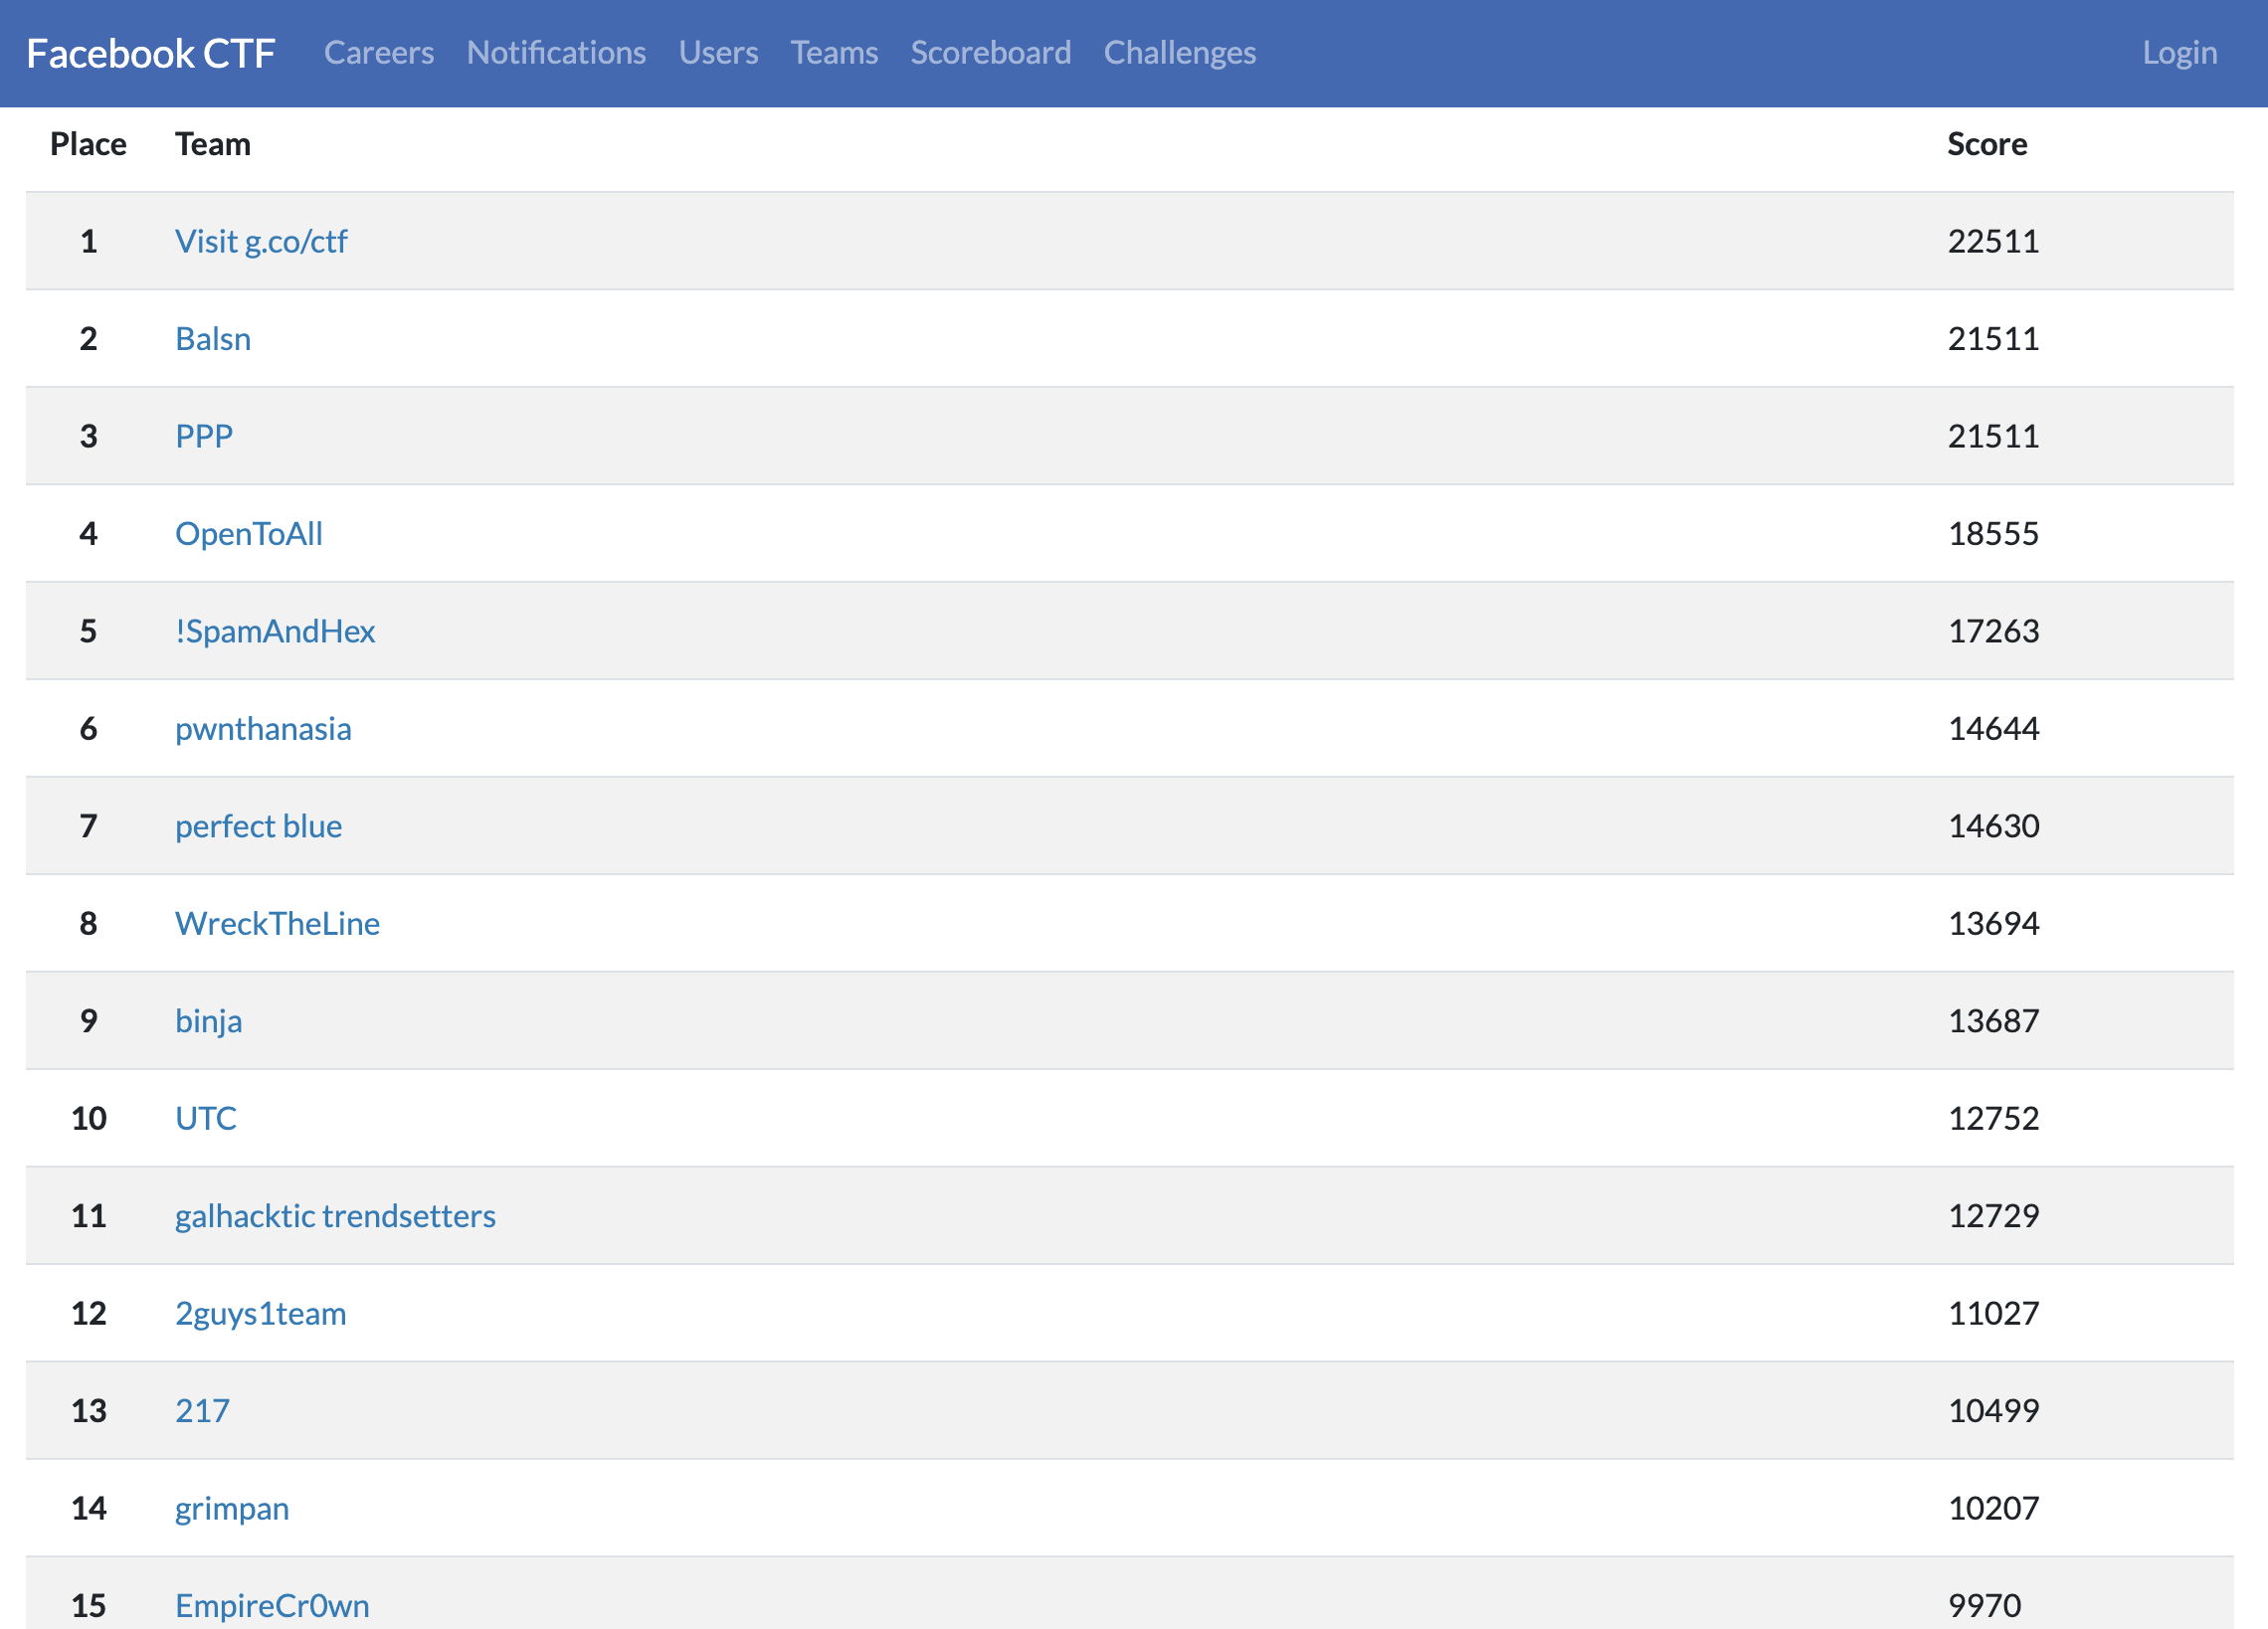 Facebook CTF Careers Notifications Users Teams Scoreboard Challenges Login
Place Team Score
1 Visit g.co/ctf 22511
2 Balsn 21511
3 PPP 21511
4 OpenToAll 18555
5 !SpamAndHex 17263
6 pwnthanasia 14644
7 perfect blue 14630
8 WreckTheLine 13694
9 binja 13687
10 UTC 12752
11 galhacktic trendsetters 12729
12 2guys1team 11027
13 217 10499
14 grimpan 10207
15 EmpireCr0wn 9970